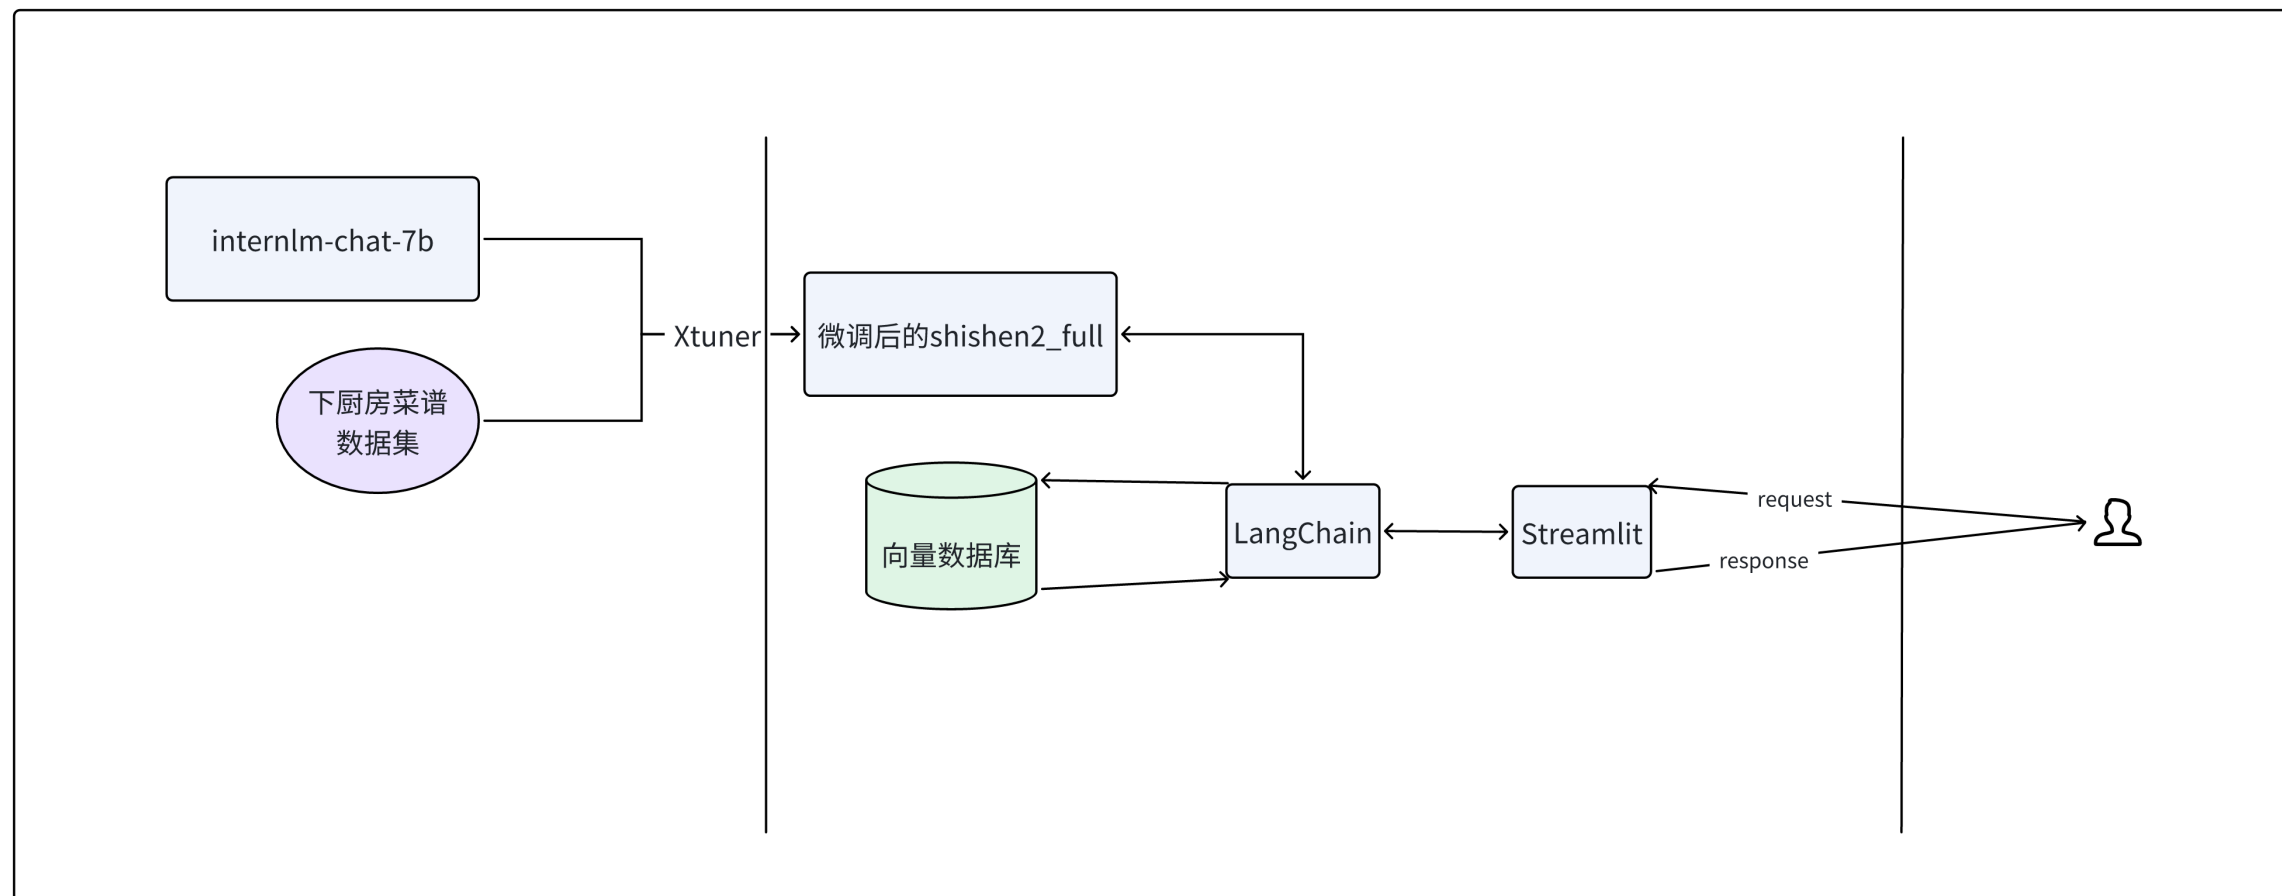 internlm-chat-7b
下厨房菜谱
数据集
Xtuner
微调后的shishen2_full
向量数据库
LangChain
Streamlit
request
response